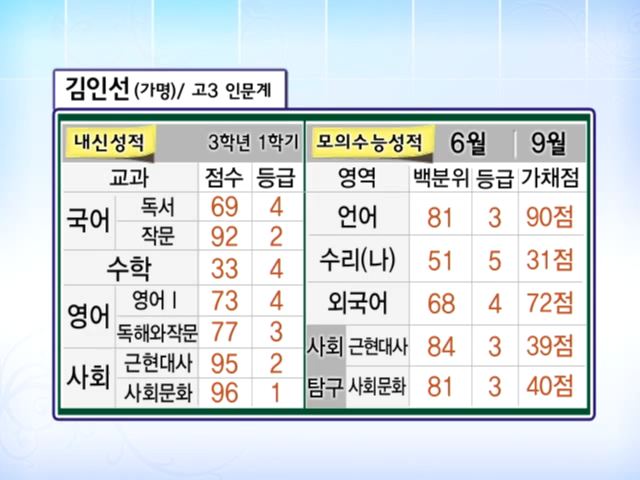 김인선(가명)/ 고3 인문계
내신성적 3학년 1학기
교과 점수 등급
국어 독서 69 4
작문 92 2
수학 33 4
영어 영어Ⅰ 73 4
독해와작문 77 3
사회 근현대사 95 2
사회문화 96 1
모의수능성적 6월 9월
영역 백분위 등급 가채점
언어 81 3 90점
수리(나) 51 5 31점
외국어 68 4 72점
사회 근현대사 84 3 39점
탐구 사회문화 81 3 40점